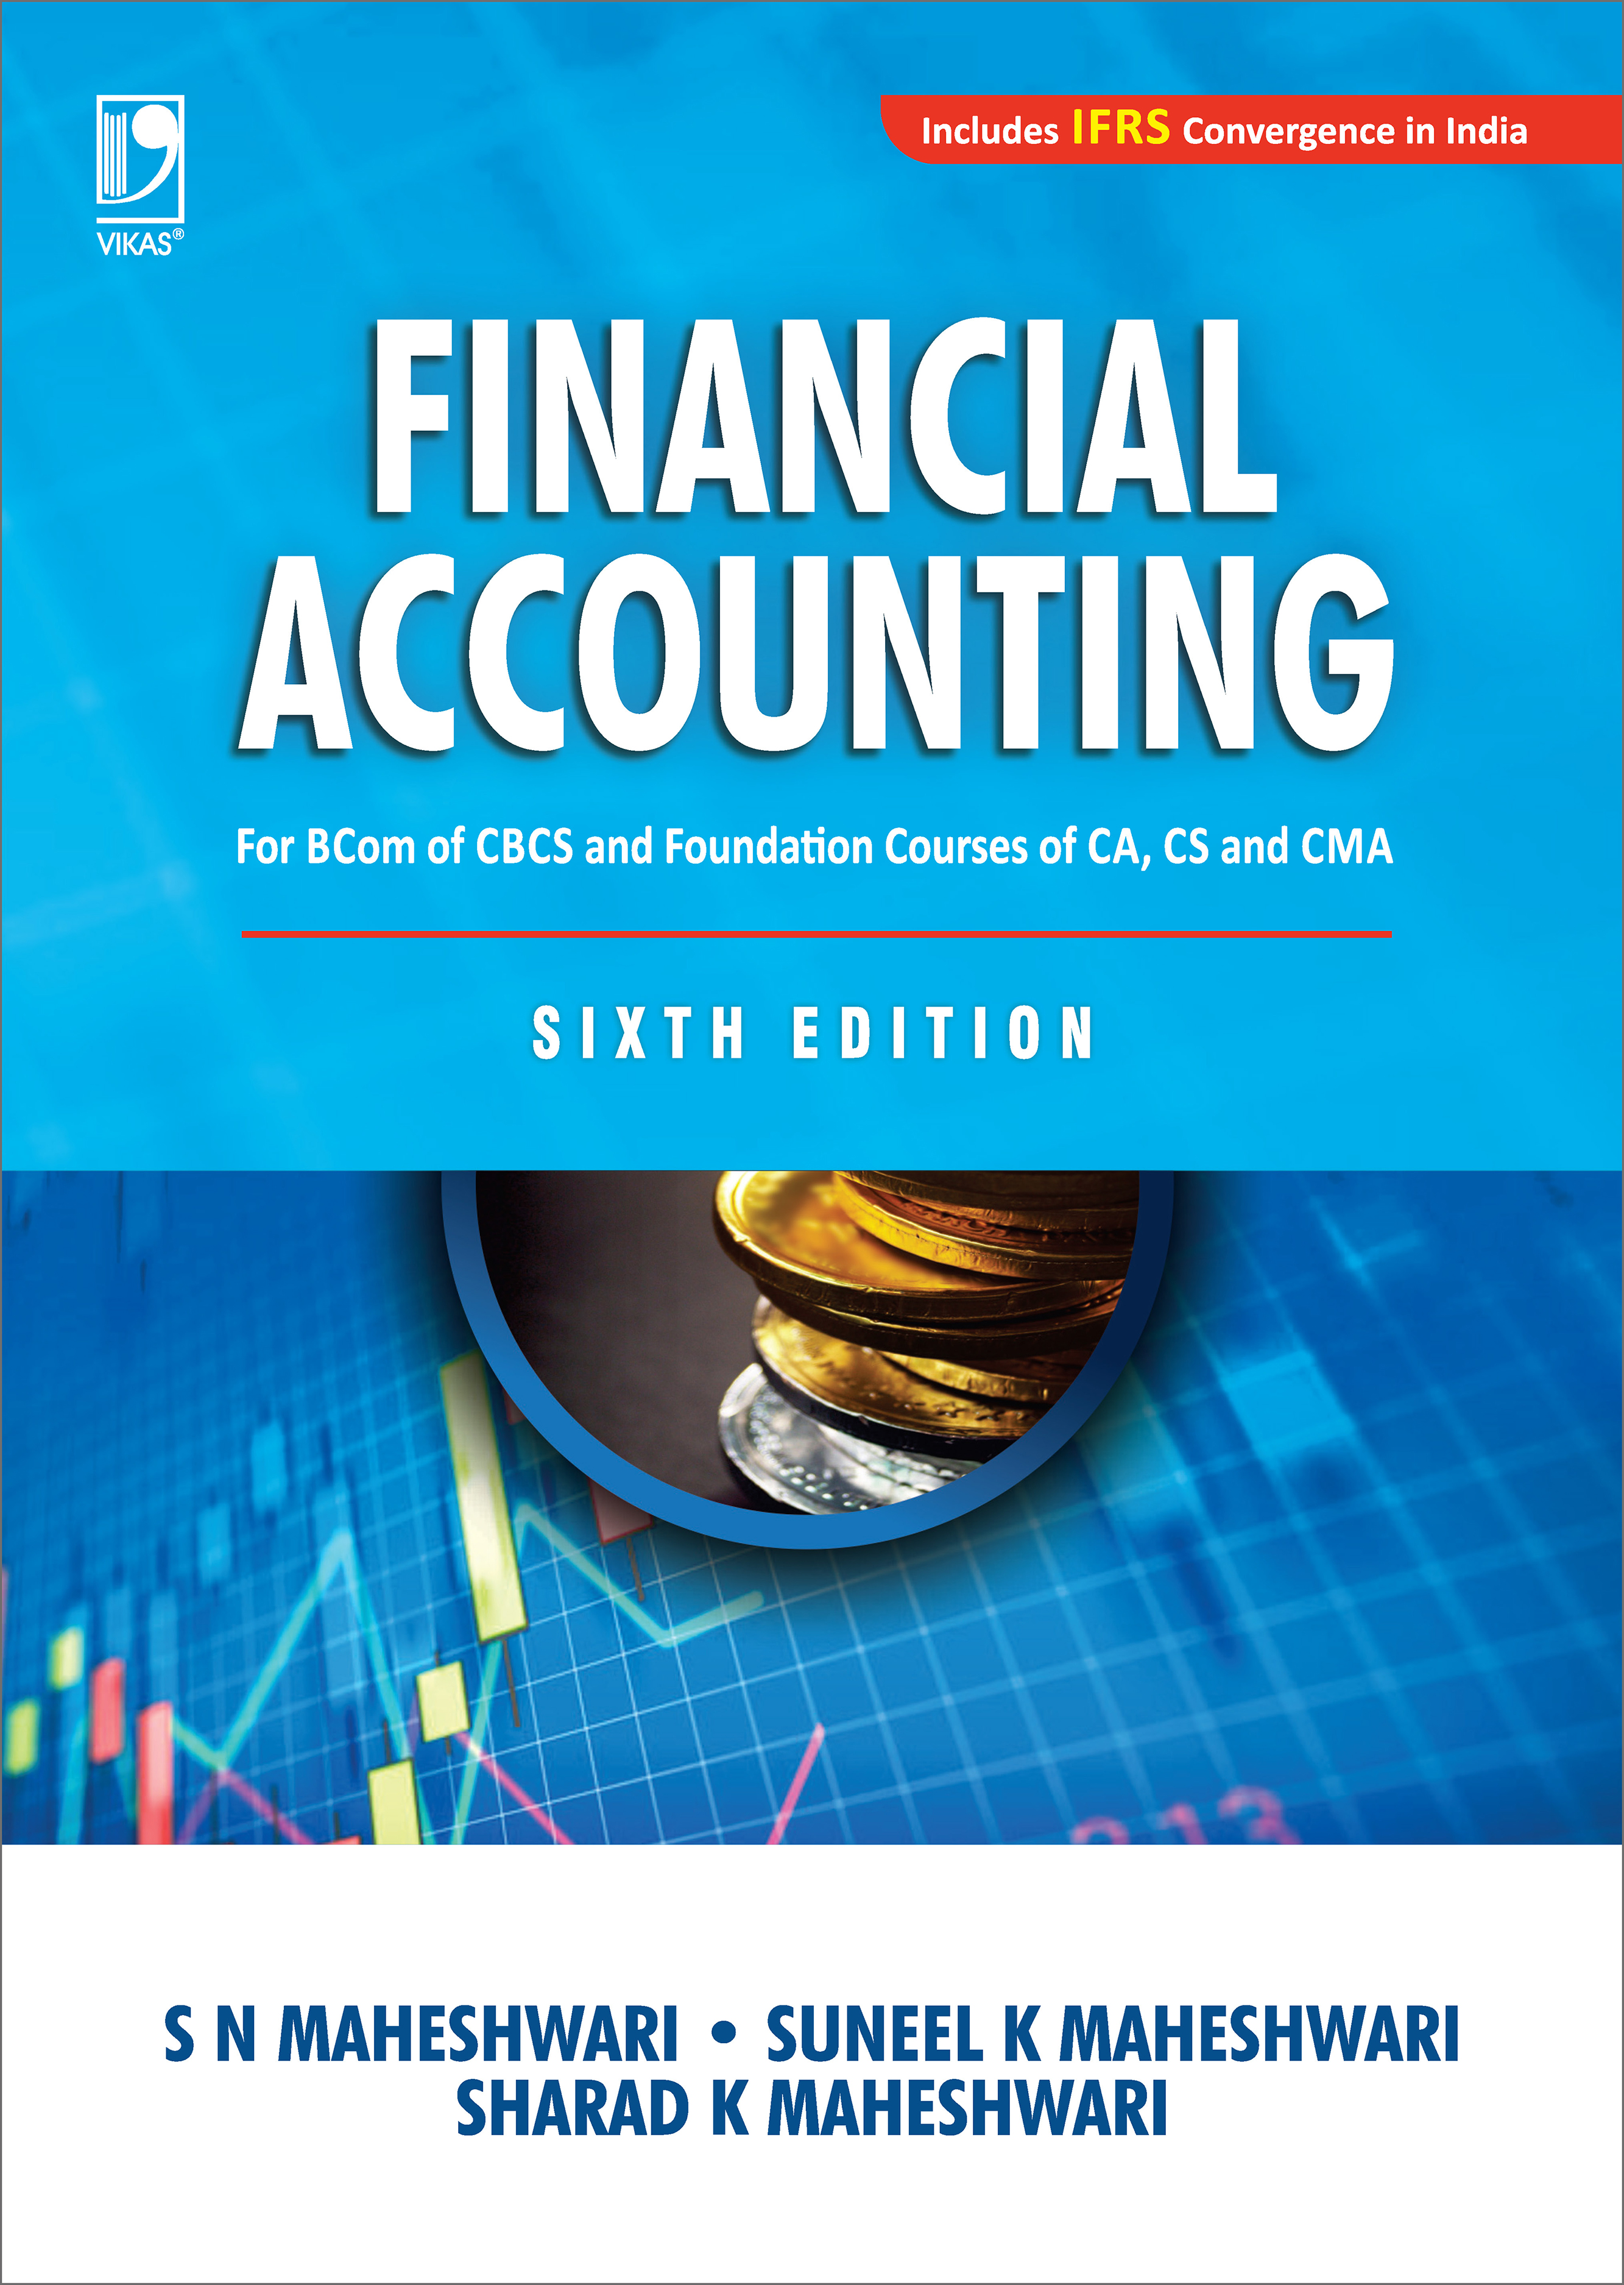 Includes IFRS Convergence in India
VIKAS®
FINANCIAL
ACCOUNTING
For BCom of CBCS and Foundation Courses of CA, CS and CMA
SIXTH EDITION
213
S N MAHESHWARI • SUNEEL K MAHESHWARI
SHARAD K MAHESHWARI